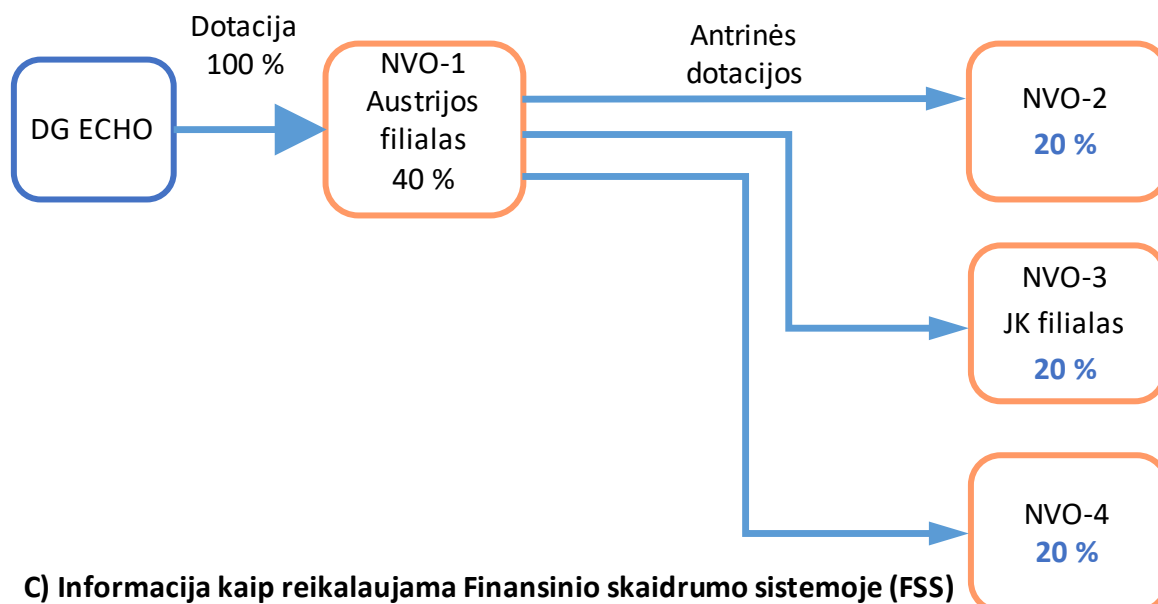 Dotacija
100 %
DG ECHO
NVO-1
Austrijos
filialas
40 %
Antrinės
dotacijos
NVO-2
20 %
NVO-3
JK filialas
20 %
NVO-4
20 %
C) Informacija kaip reikalaujama Finansinio skaidrumo sistemoje (FSS)